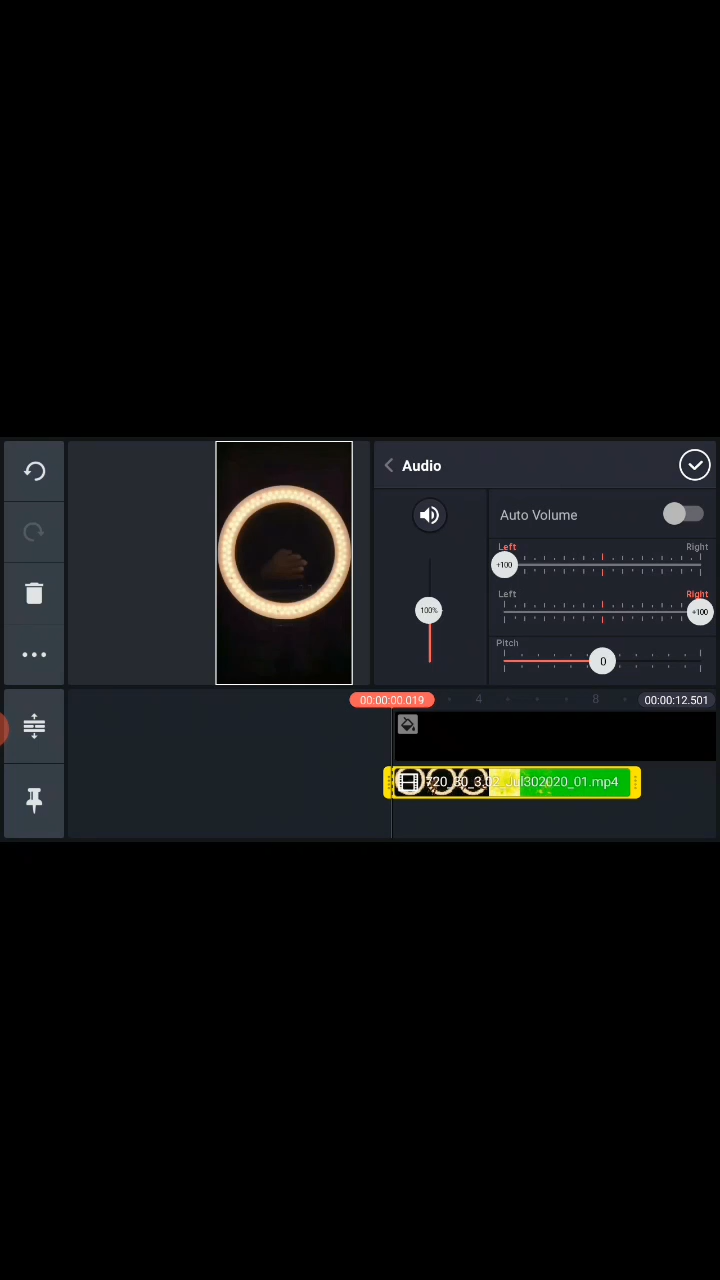 Audio
Auto Volume
Left Right
+100
Left Right
100%
+100
Pitch
0
00:00:00.019 4 8 00:00:12.501
720_30_3.02_Jul302020_01.mp4